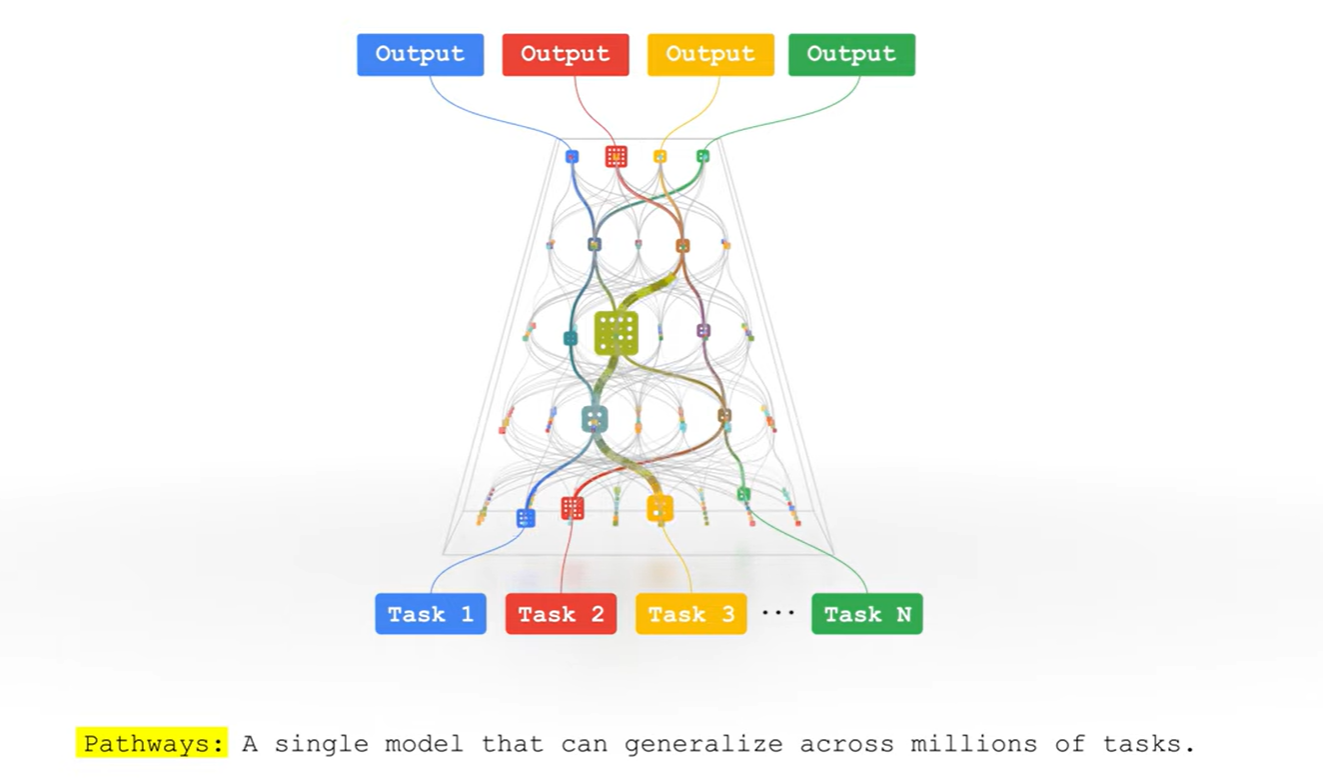 Output Output Output Output
Task 1 Task 2 Task 3 ... Task N
Pathways: A single model that can generalize across millions of tasks.